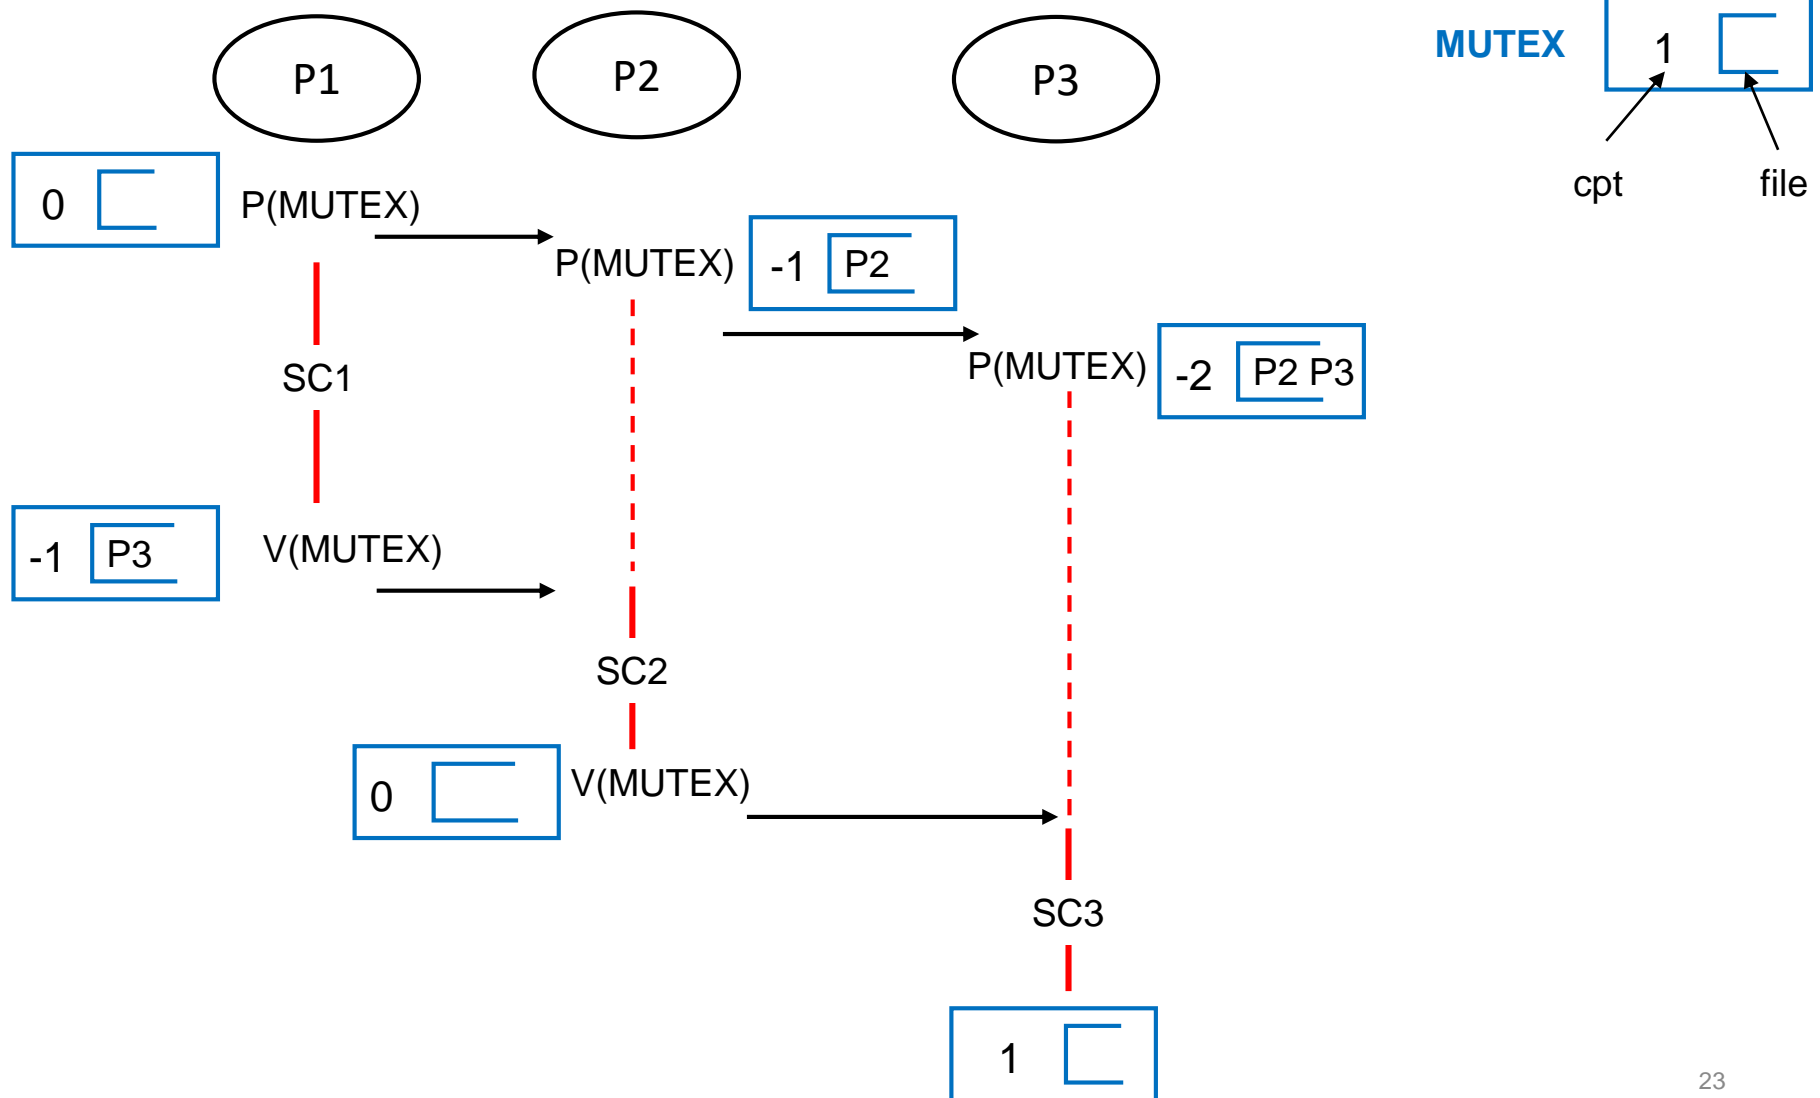 P1
P2
P3
MUTEX
1
cpt
file
0
P(MUTEX)
P(MUTEX)
-1
P2
P(MUTEX)
-2
P2 P3
SC1
-1
P3
V(MUTEX)
SC2
0
V(MUTEX)
SC3
1
23